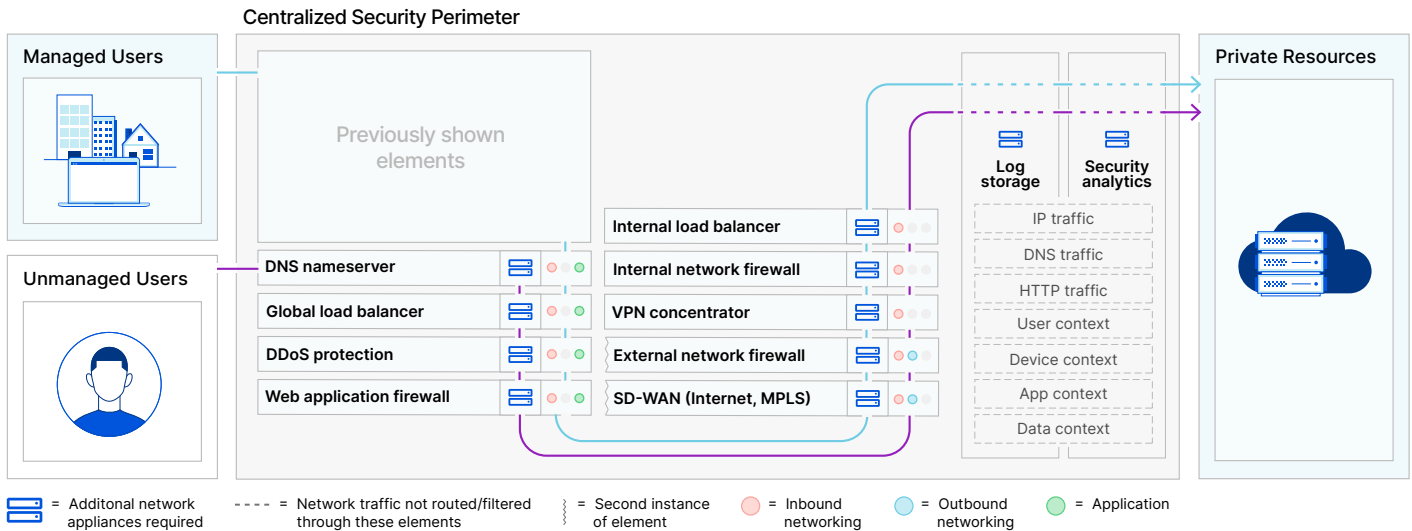 Centralized Security Perimeter
Managed Users
Unmanaged Users
Previously shown
elements
DNS nameserver
Global load balancer
DDoS protection
Web application firewall
Internal load balancer
Internal network firewall
VPN concentrator
External network firewall
SD-WAN (Internet, MPLS)
Log
storage
Security
analytics
IP traffic
DNS traffic
HTTP traffic
User context
Device context
App context
Data context
Private Resources
= Additonal network
appliances required
= Network traffic not routed/filtered
through these elements
= Second instance
of element
= Inbound
networking
= Outbound
networking
= Application